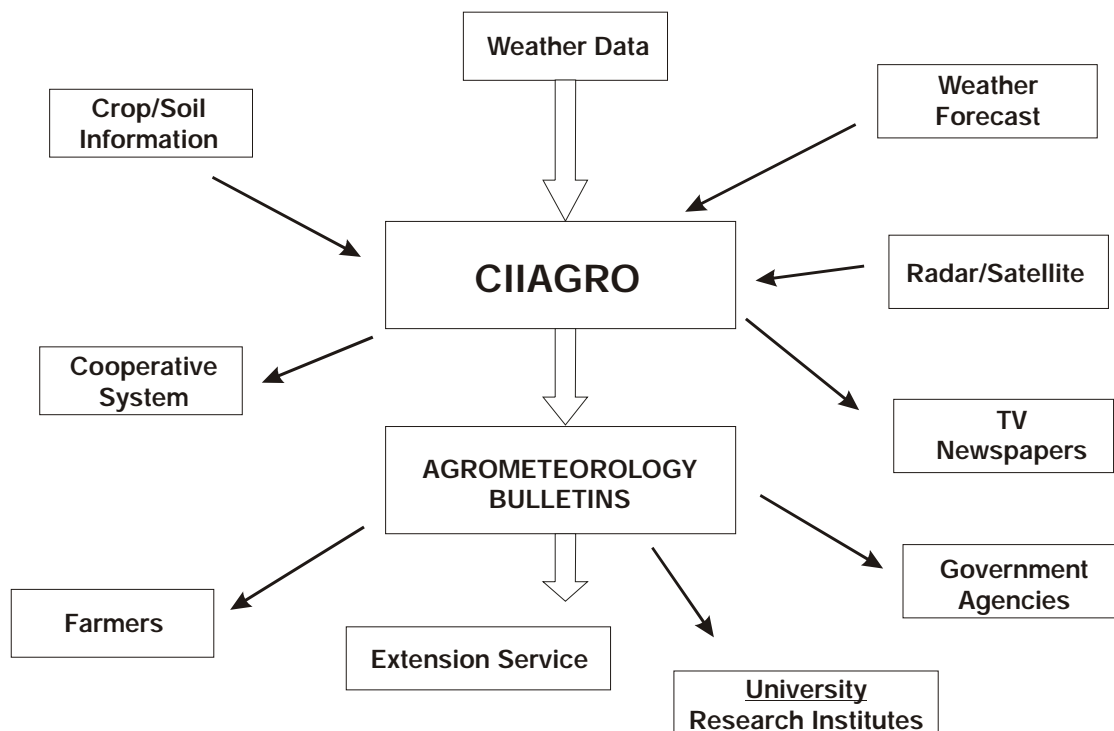 Weather Data
Weather
Forecast
Crop/Soil
Information
CIIAGRO
Radar/Satellite
Cooperative
System
TV
Newspapers
AGROMETEOROLOGY
BULLETINS
Government
Agencies
Farmers
Extension Service
University
Research Institutes